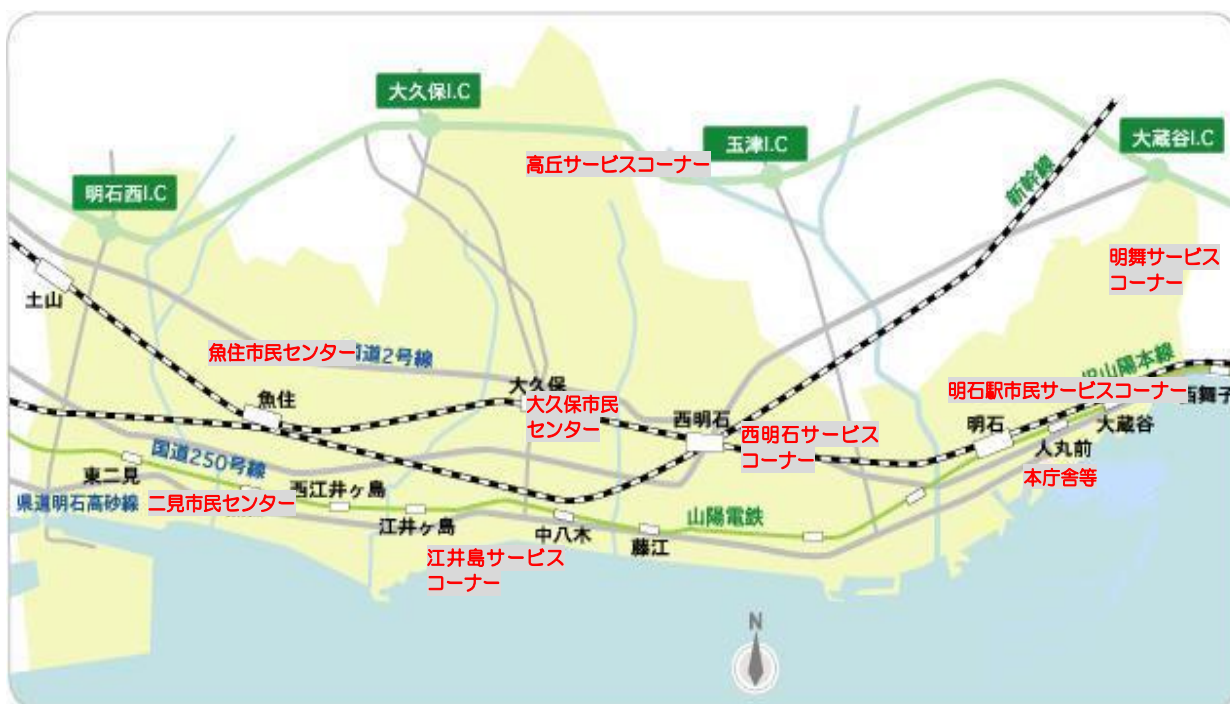 大久保I.C
玉津I.C
大蔵谷I.C
高丘サービスコーナー
明石西I.C
新幹線
明舞サービス
コーナー
土山
魚住市民センター
国道2号線
JR山陽本線
大久保
明石駅市民サービスコーナー
西舞子
魚住
大久保市民
センター
西明石
西明石サービス
コーナー
明石
大蔵谷
人丸前
国道250号線
東二見
本庁舎等
県道明石高砂線
二見市民センター
西江井ヶ島
江井ヶ島
中八木
藤江
山陽電鉄
江井島サービス
コーナー
N